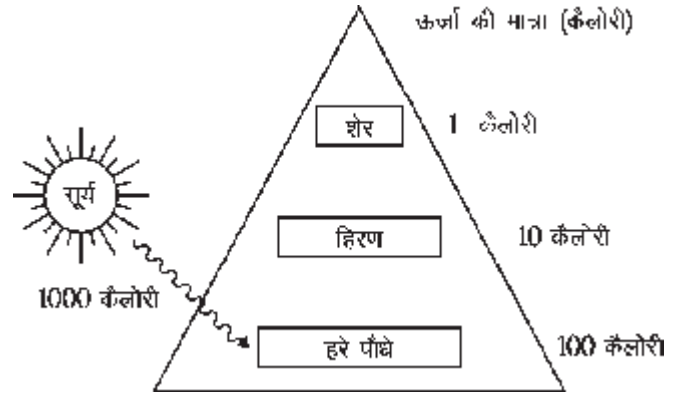 ऊर्जा की मात्रा (कैलोरी)
शेर
1 कैलोरी
सूर्य
हिरण
10 कैलोरी
1000 कैलोरी
हरे पौधे
100 कैलोरी